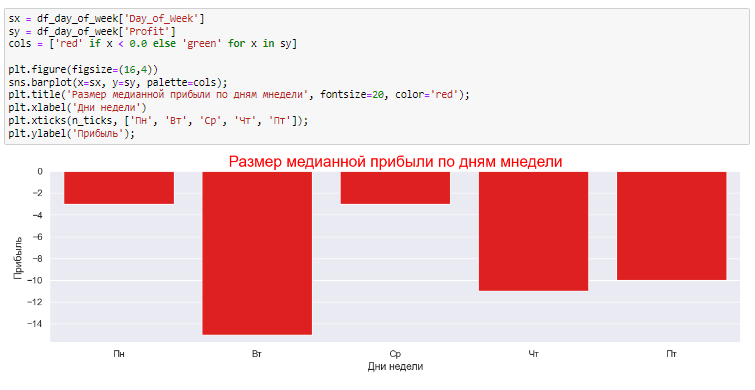 sx = df_day_of_week['Day_of_Week']
sy = df_day_of_week['Profit']
cols = ['red' if x < 0.0 else 'green' for x in sy]
plt.figure(figsize=(16,4))
sns.barplot(x=sx, y=sy, palette=cols);
plt.title('Размер медианной прибыли по дням мнедели', fontsize=20, color='red');
plt.xlabel('Дни недели')
plt.xticks(n_ticks, ['Пн', 'Вт', 'Ср', 'Чт', 'Пт']);
plt.ylabel('Прибыль');
Размер медианной прибыли по дням мнедели
0
−2
−4
−6
−8
−10
−12
−14
Прибыль
Пн Вт Ср Чт Пт
Дни недели